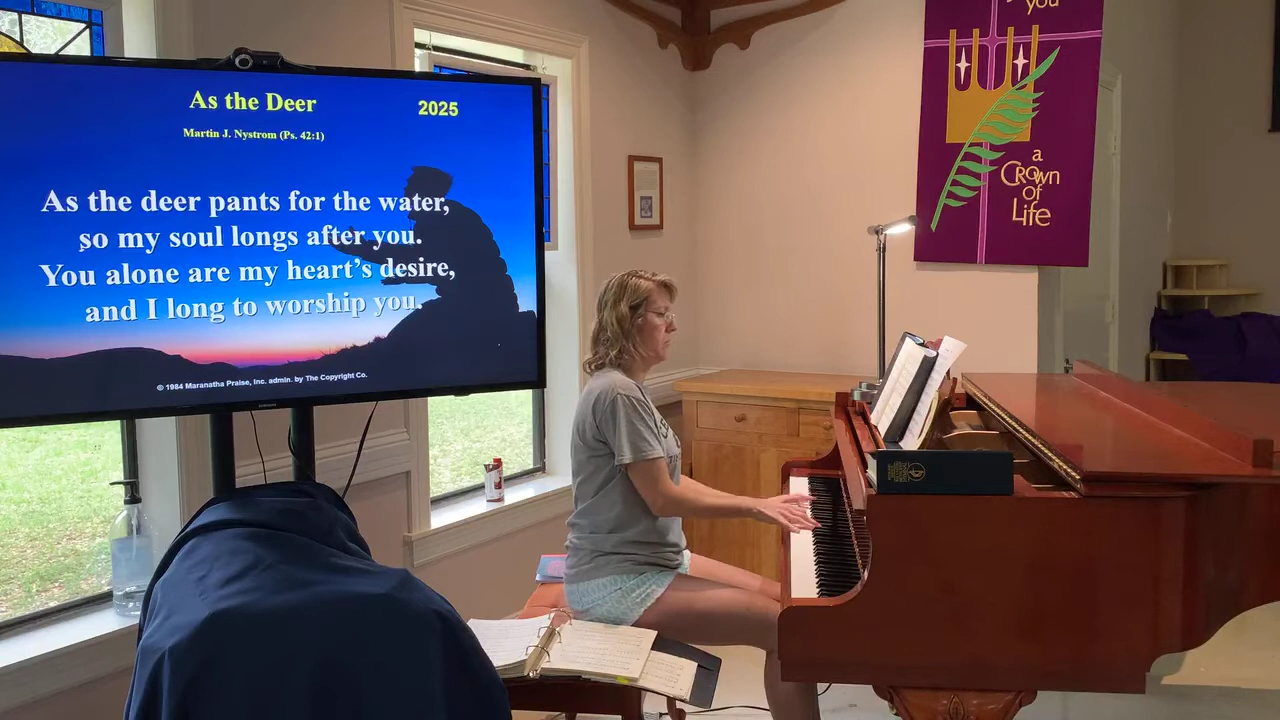 As the Deer
2025
Martin J. Nystrom (Ps. 42:1)
As the deer pants for the water,
so my soul longs after you.
You alone are my heart's desire,
and I long to worship you.
© 1984 Maranatha Praise, Inc. admin. by The Copyright Co.
you
a
Crown
of
Life